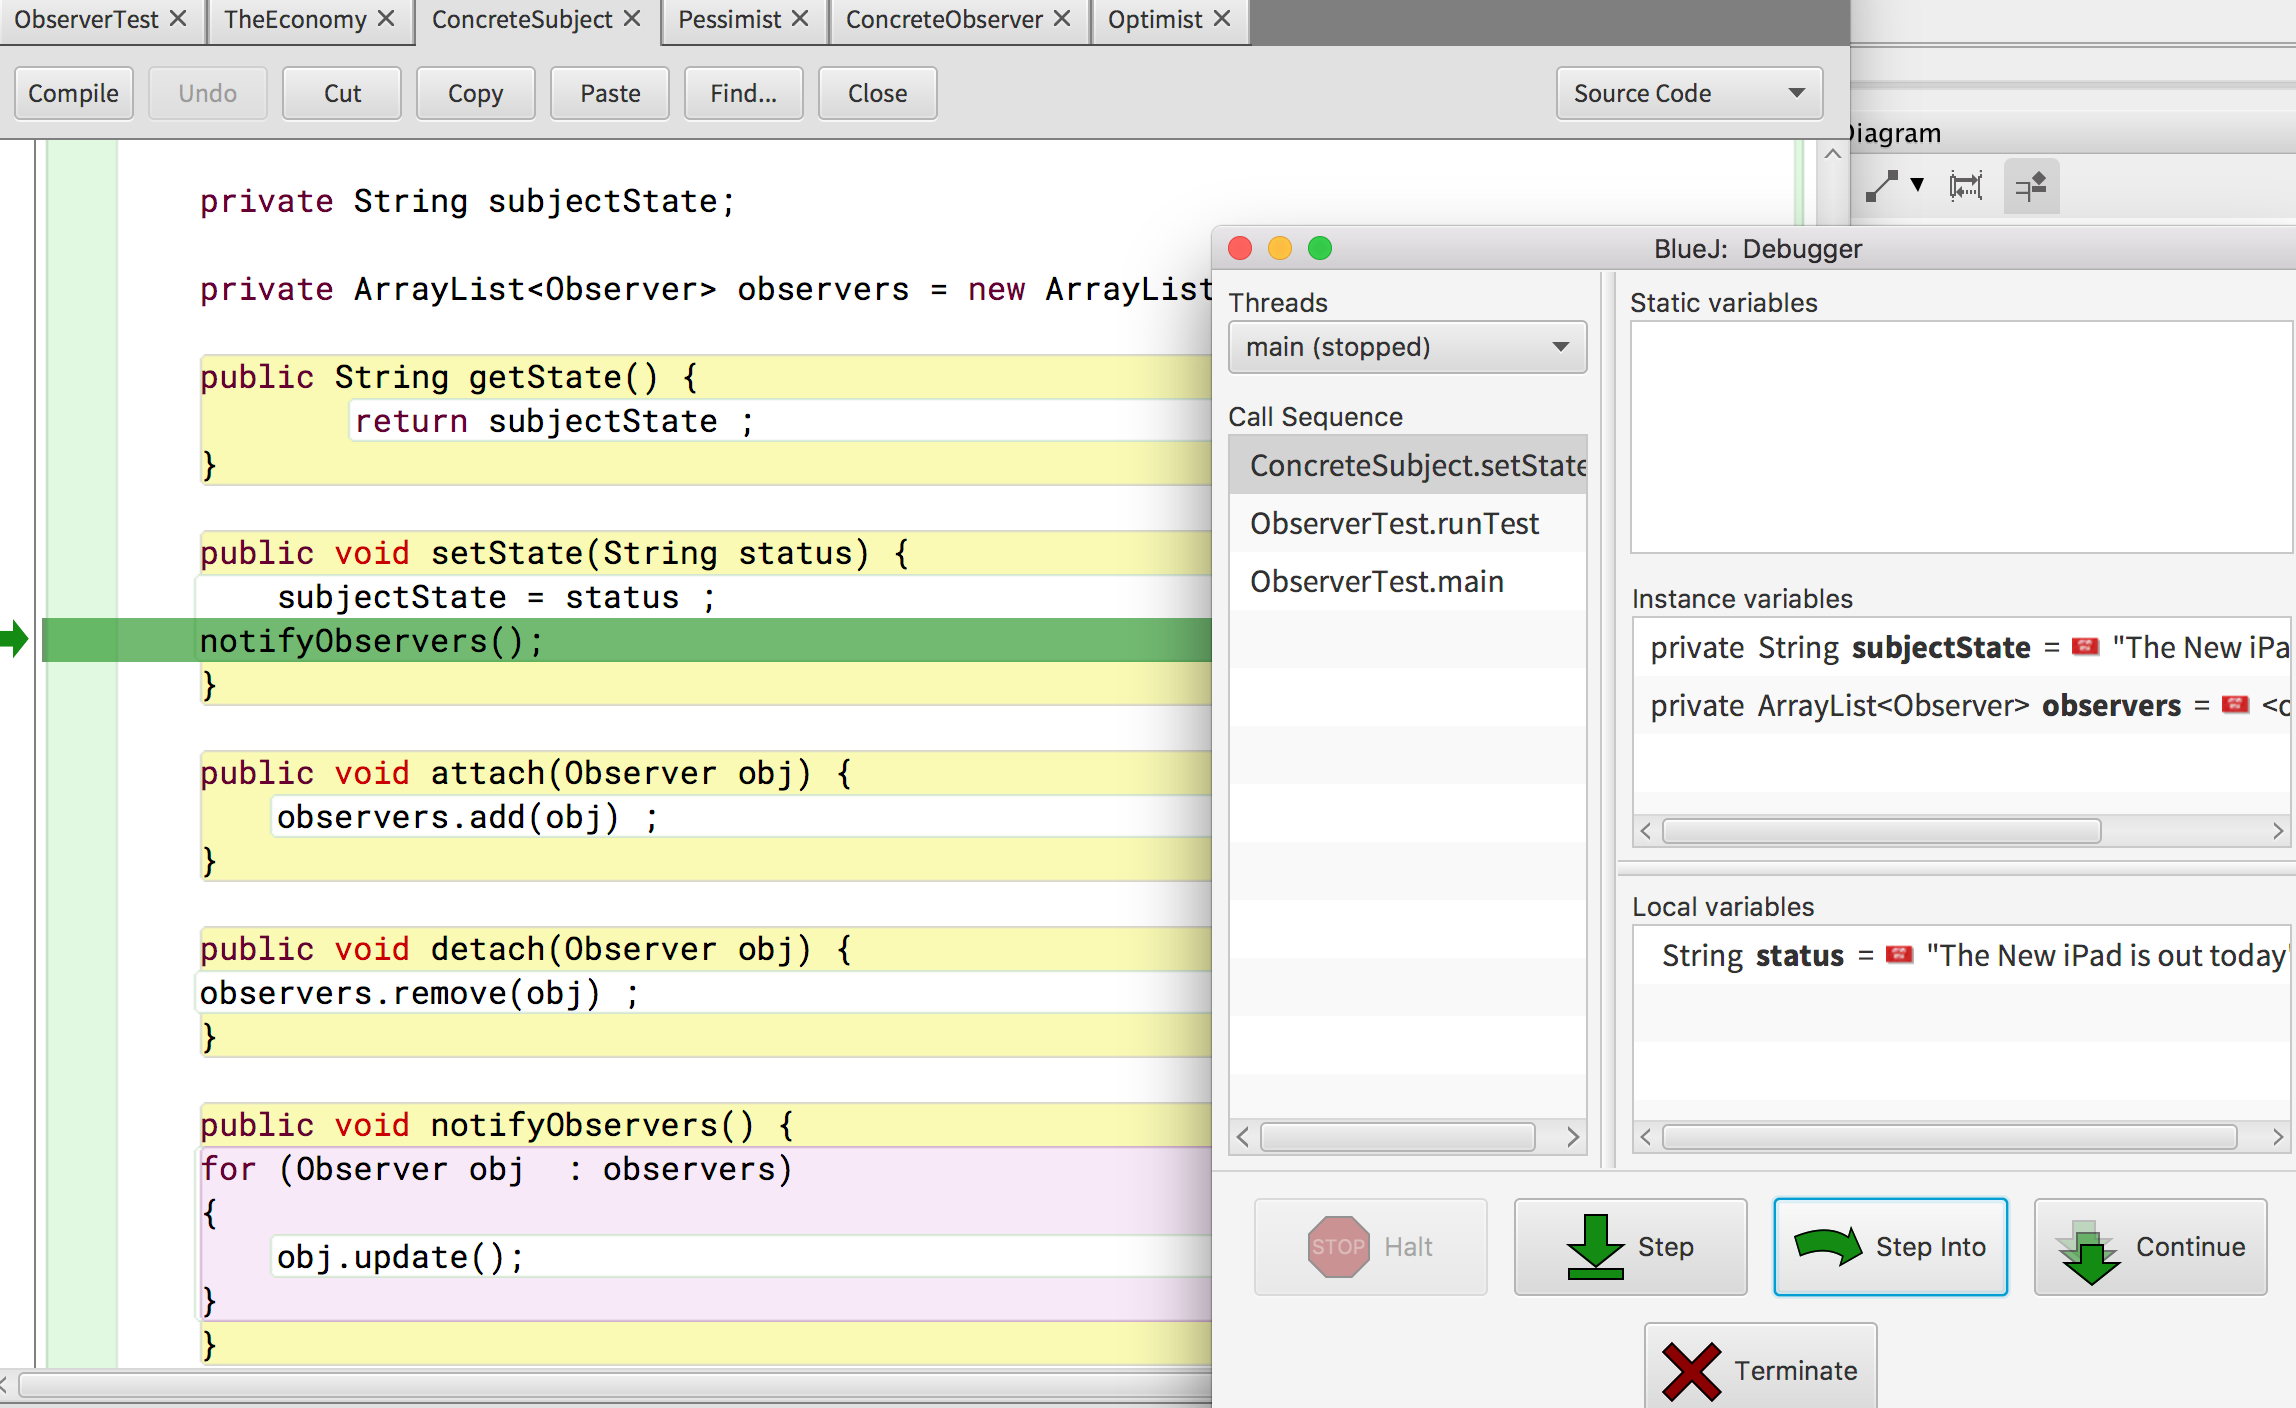 ObserverTest
TheEconomy
ConcreteSubject
Pessimist
ConcreteObserver
Optimist
Compile
Undo
Cut
Copy
Paste
Find...
Close
Source Code
private String subjectState;
private ArrayList<Observer> observers = new ArrayList
public String getState() {
return subjectState ;
}
public void setState(String status) {
subjectState = status ;
notifyObservers();
}
public void attach(Observer obj) {
observers.add(obj) ;
}
public void detach(Observer obj) {
observers.remove(obj) ;
}
public void notifyObservers() {
for (Observer obj  : observers)
{
obj.update();
}
}
iagram
BlueJ:  Debugger
Threads
main (stopped)
Call Sequence
ConcreteSubject.setState
ObserverTest.runTest
ObserverTest.main
Static variables
Instance variables
private String subjectState = "The New iPa
private ArrayList<Observer> observers = <
Local variables
String status = "The New iPad is out today"
STOP Halt
Step
Step Into
Continue
Terminate